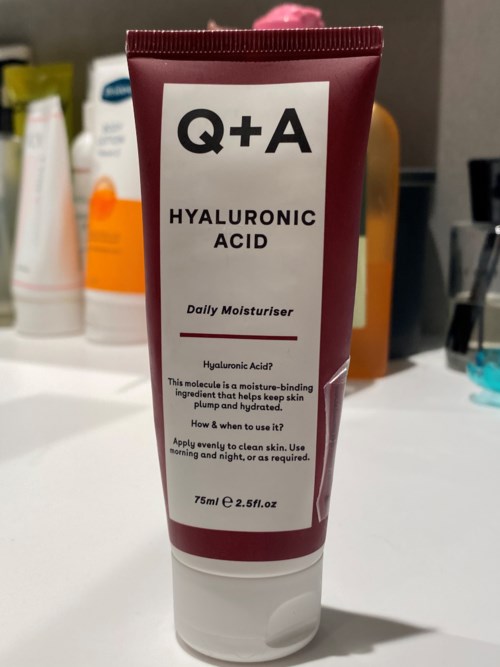 Q+A
HYALURONIC
ACID
Daily Moisturiser
Hyaluronic Acid?
This molecule is a moisture-binding
ingredient that helps keep skin
plump and hydrated.
How & when to use it?
Apply evenly to clean skin. Use
morning and night, or as required.
75ml ℮ 2.5fl.oz